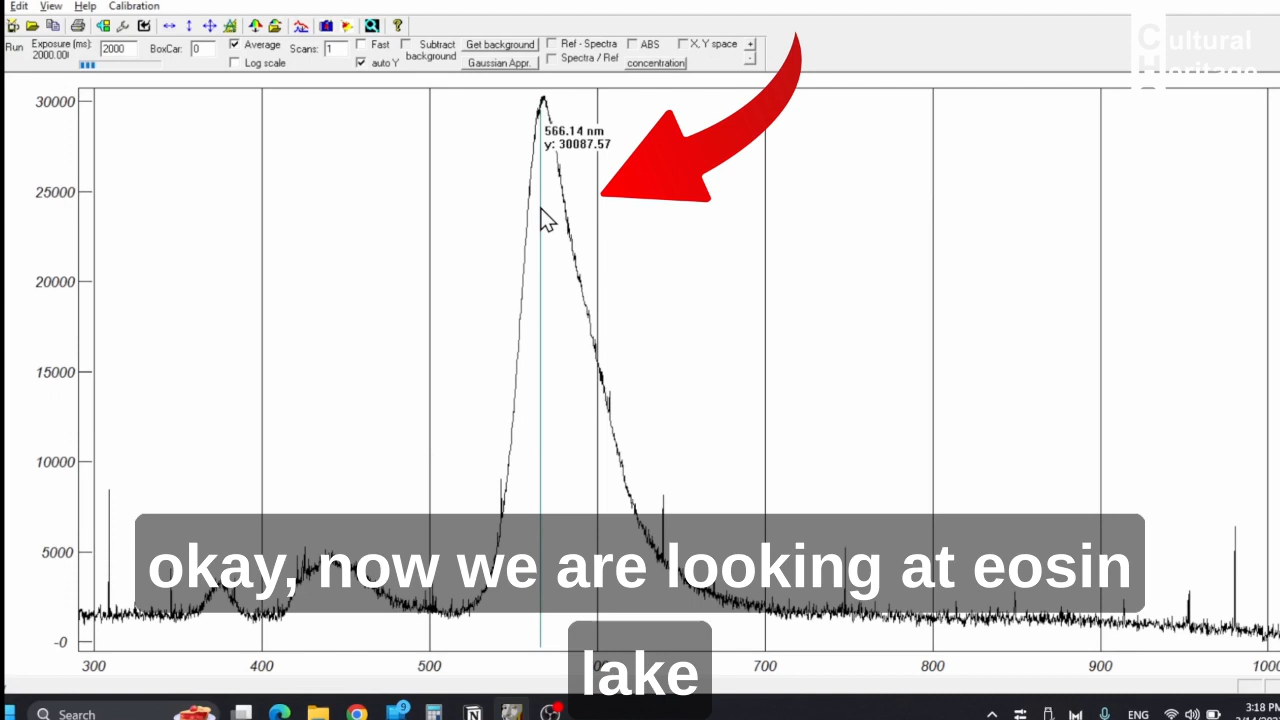 Edit View Help Calibration
Run Exposure (ms): 2000 BoxCar: 0 Average Scans: 1 Fast Subtract background Get background Ref - Spectra ABS X, Y space +
2000.00 Log scale auto Y Gaussian Appr. Spectra / Ref concentration -
Cultural
Heritage
30000
566.14 nm
y: 30087.57
25000
20000
15000
10000
5000
okay, now we are looking at eosin
lake
-0
300 400 500 700 800 900 1000
Search 9 N ENG 3:18 PM